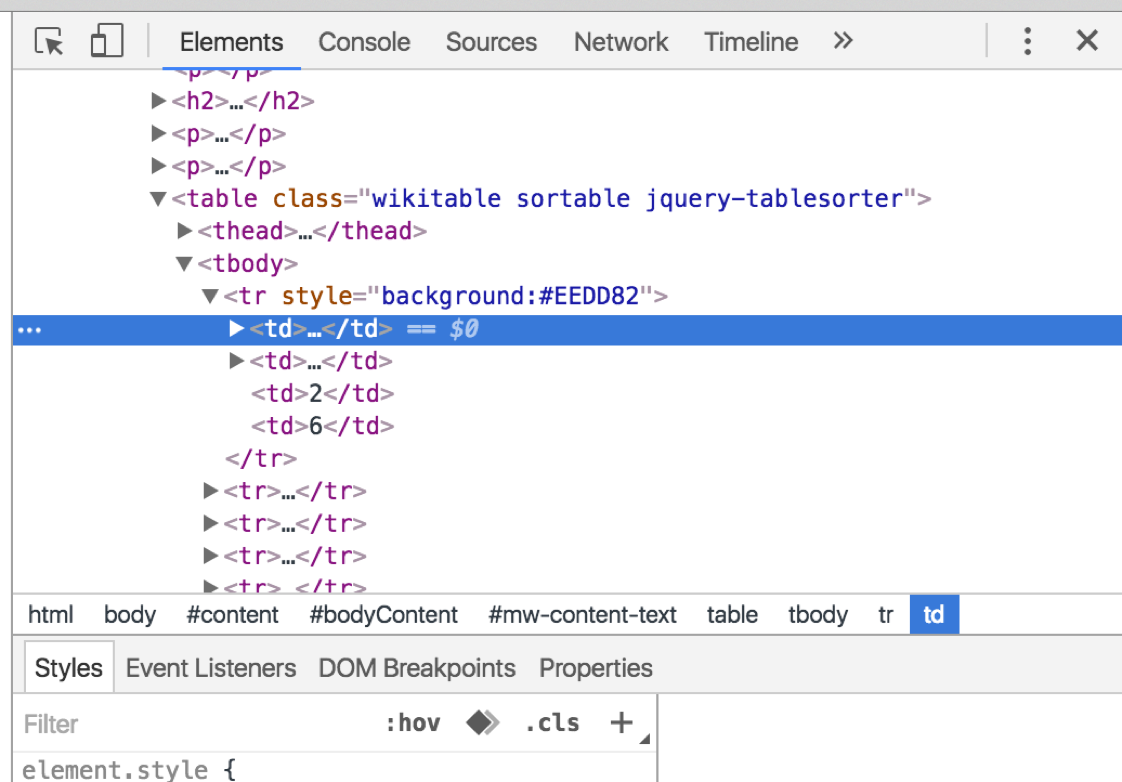 Elements Console Sources Network Timeline »
<p></p>
▶<h2>…</h2>
▶<p>…</p>
▶<p>…</p>
▼<table class="wikitable sortable jquery-tablesorter">
▶<thead>…</thead>
▼<tbody>
▼<tr style="background:#EEDD82">
… ▶<td>…</td> == $0
▶<td>…</td>
<td>2</td>
<td>6</td>
</tr>
▶<tr>…</tr>
▶<tr>…</tr>
▶<tr>…</tr>
▶<tr>…</tr>
html body #content #bodyContent #mw-content-text table tbody tr td
Styles Event Listeners DOM Breakpoints Properties
Filter :hov .cls +
element.style {